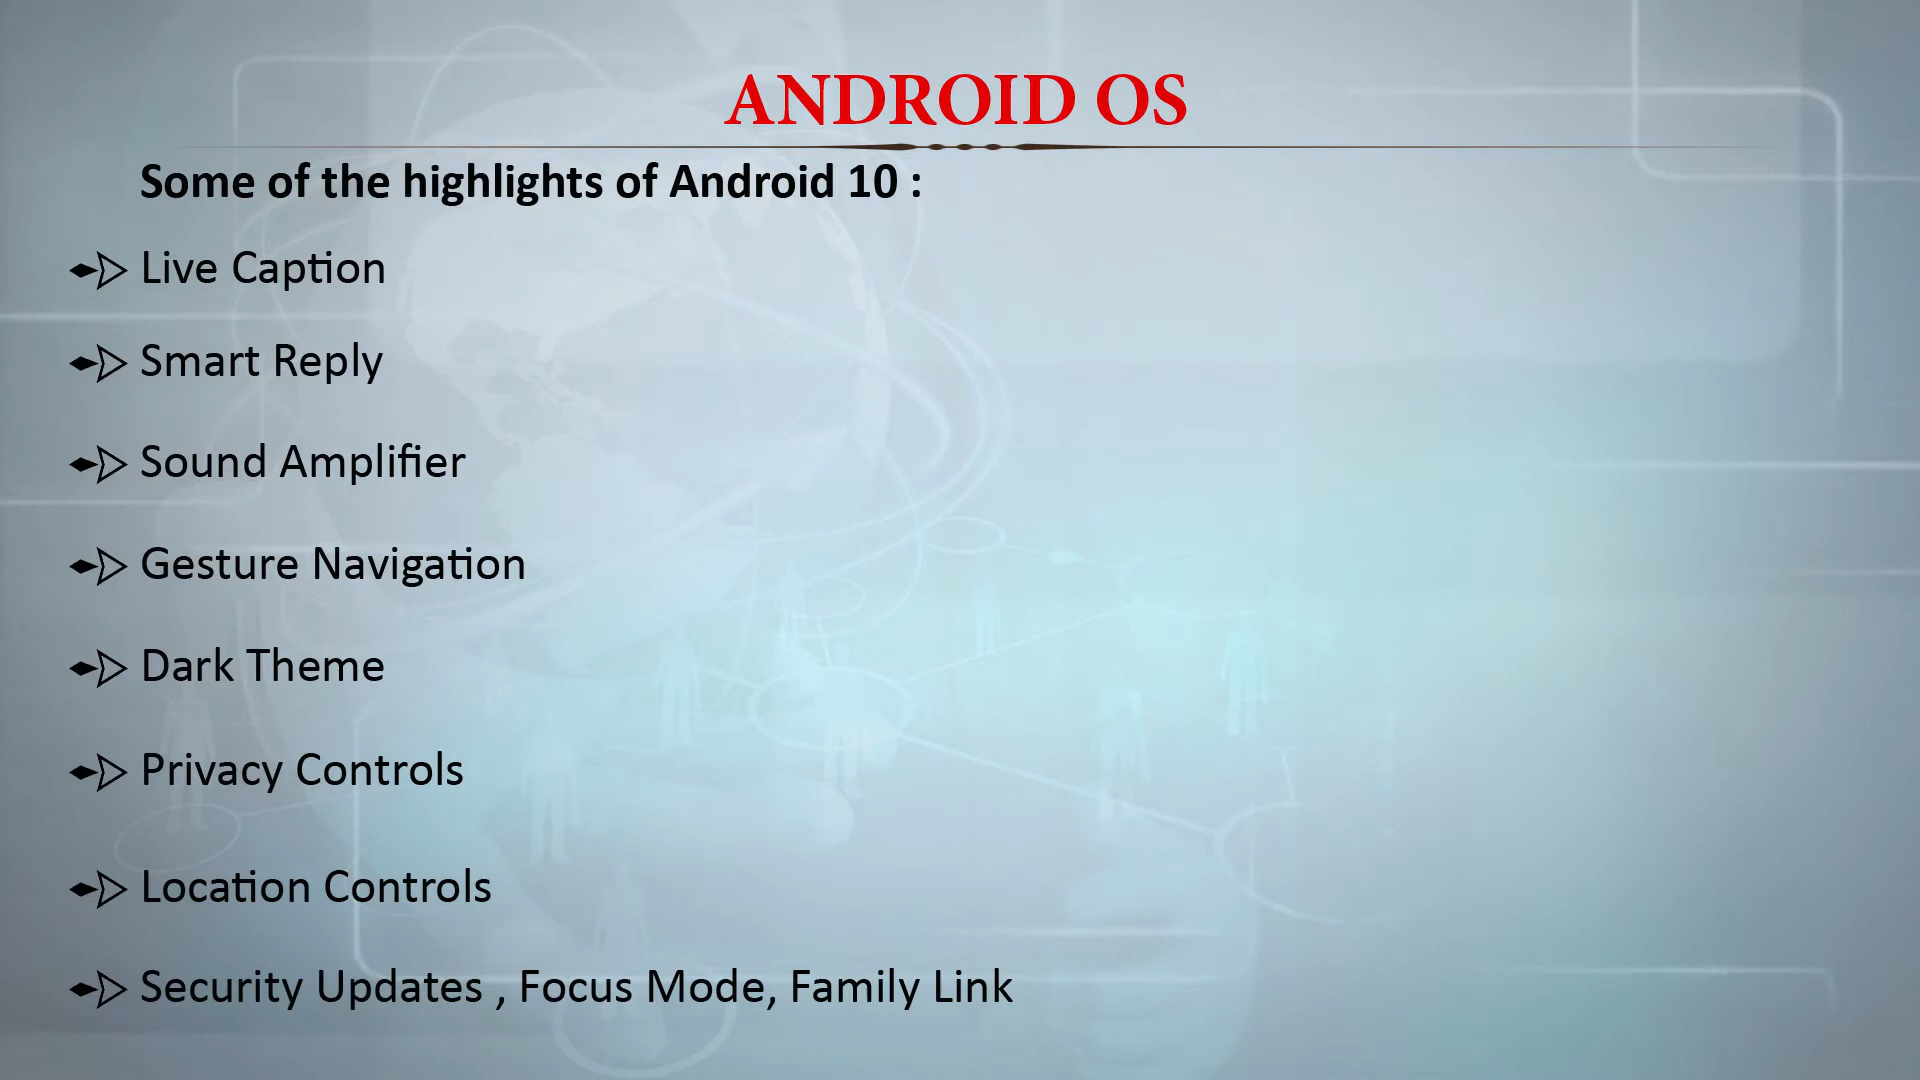 ANDROID OS
Some of the highlights of Android 10 :
Live Caption
Smart Reply
Sound Amplifier
Gesture Navigation
Dark Theme
Privacy Controls
Location Controls
Security Updates , Focus Mode, Family Link